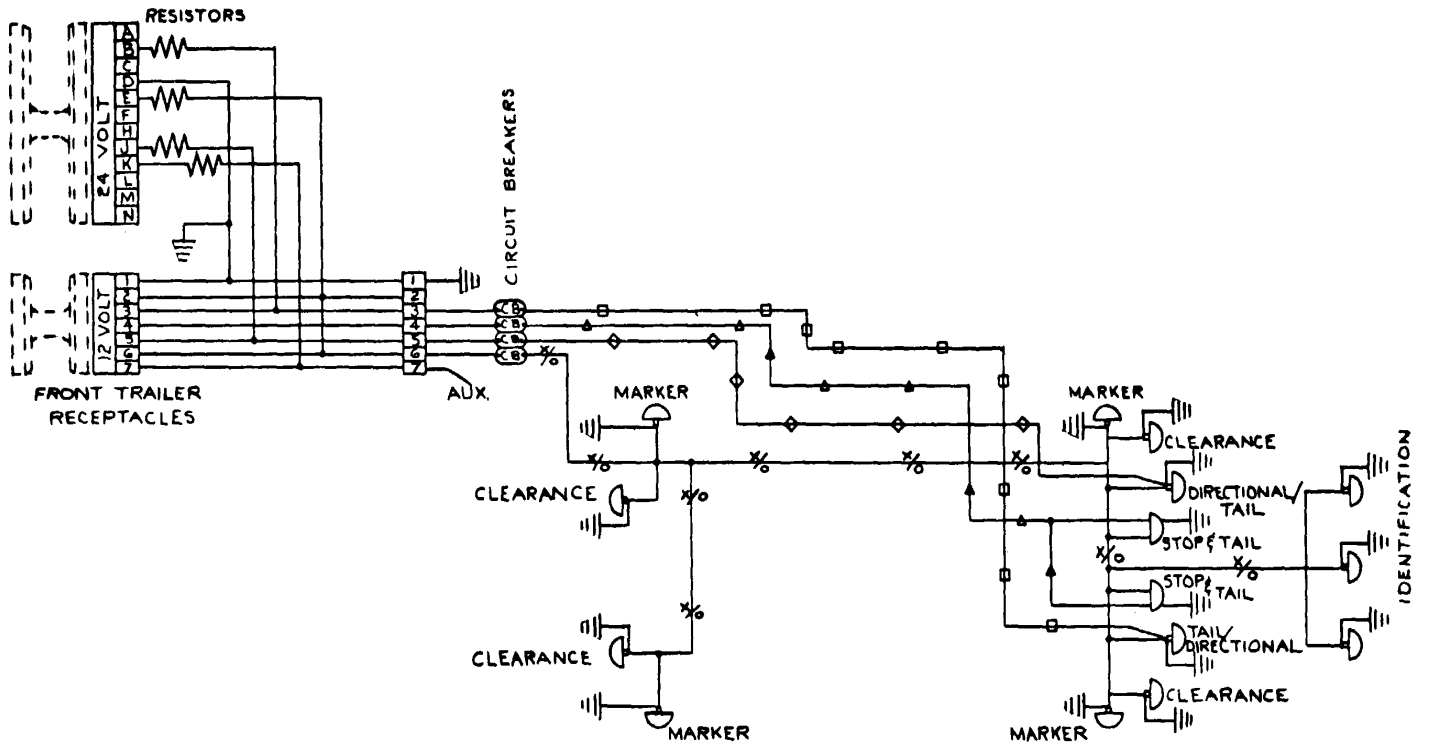 RESISTORS
A
B
C
D
E
F
H
J
K
L
M
N
24 VOLT
1
2
3
4
5
6
7
12 VOLT
FRONT TRAILER
RECEPTACLES
1
2
3
4
5
6
7
AUX.
CIRCUIT BREAKERS
CB
CB
CB
CB
X/O
MARKER
X/O
X/O
X/O
X/O
CLEARANCE
X/O
X/O
CLEARANCE
MARKER
MARKER
CLEARANCE
DIRECTIONAL/
TAIL
STOP & TAIL
X/O
X/O
STOP &
TAIL
TAIL/
DIRECTIONAL
CLEARANCE
MARKER
IDENTIFICATION